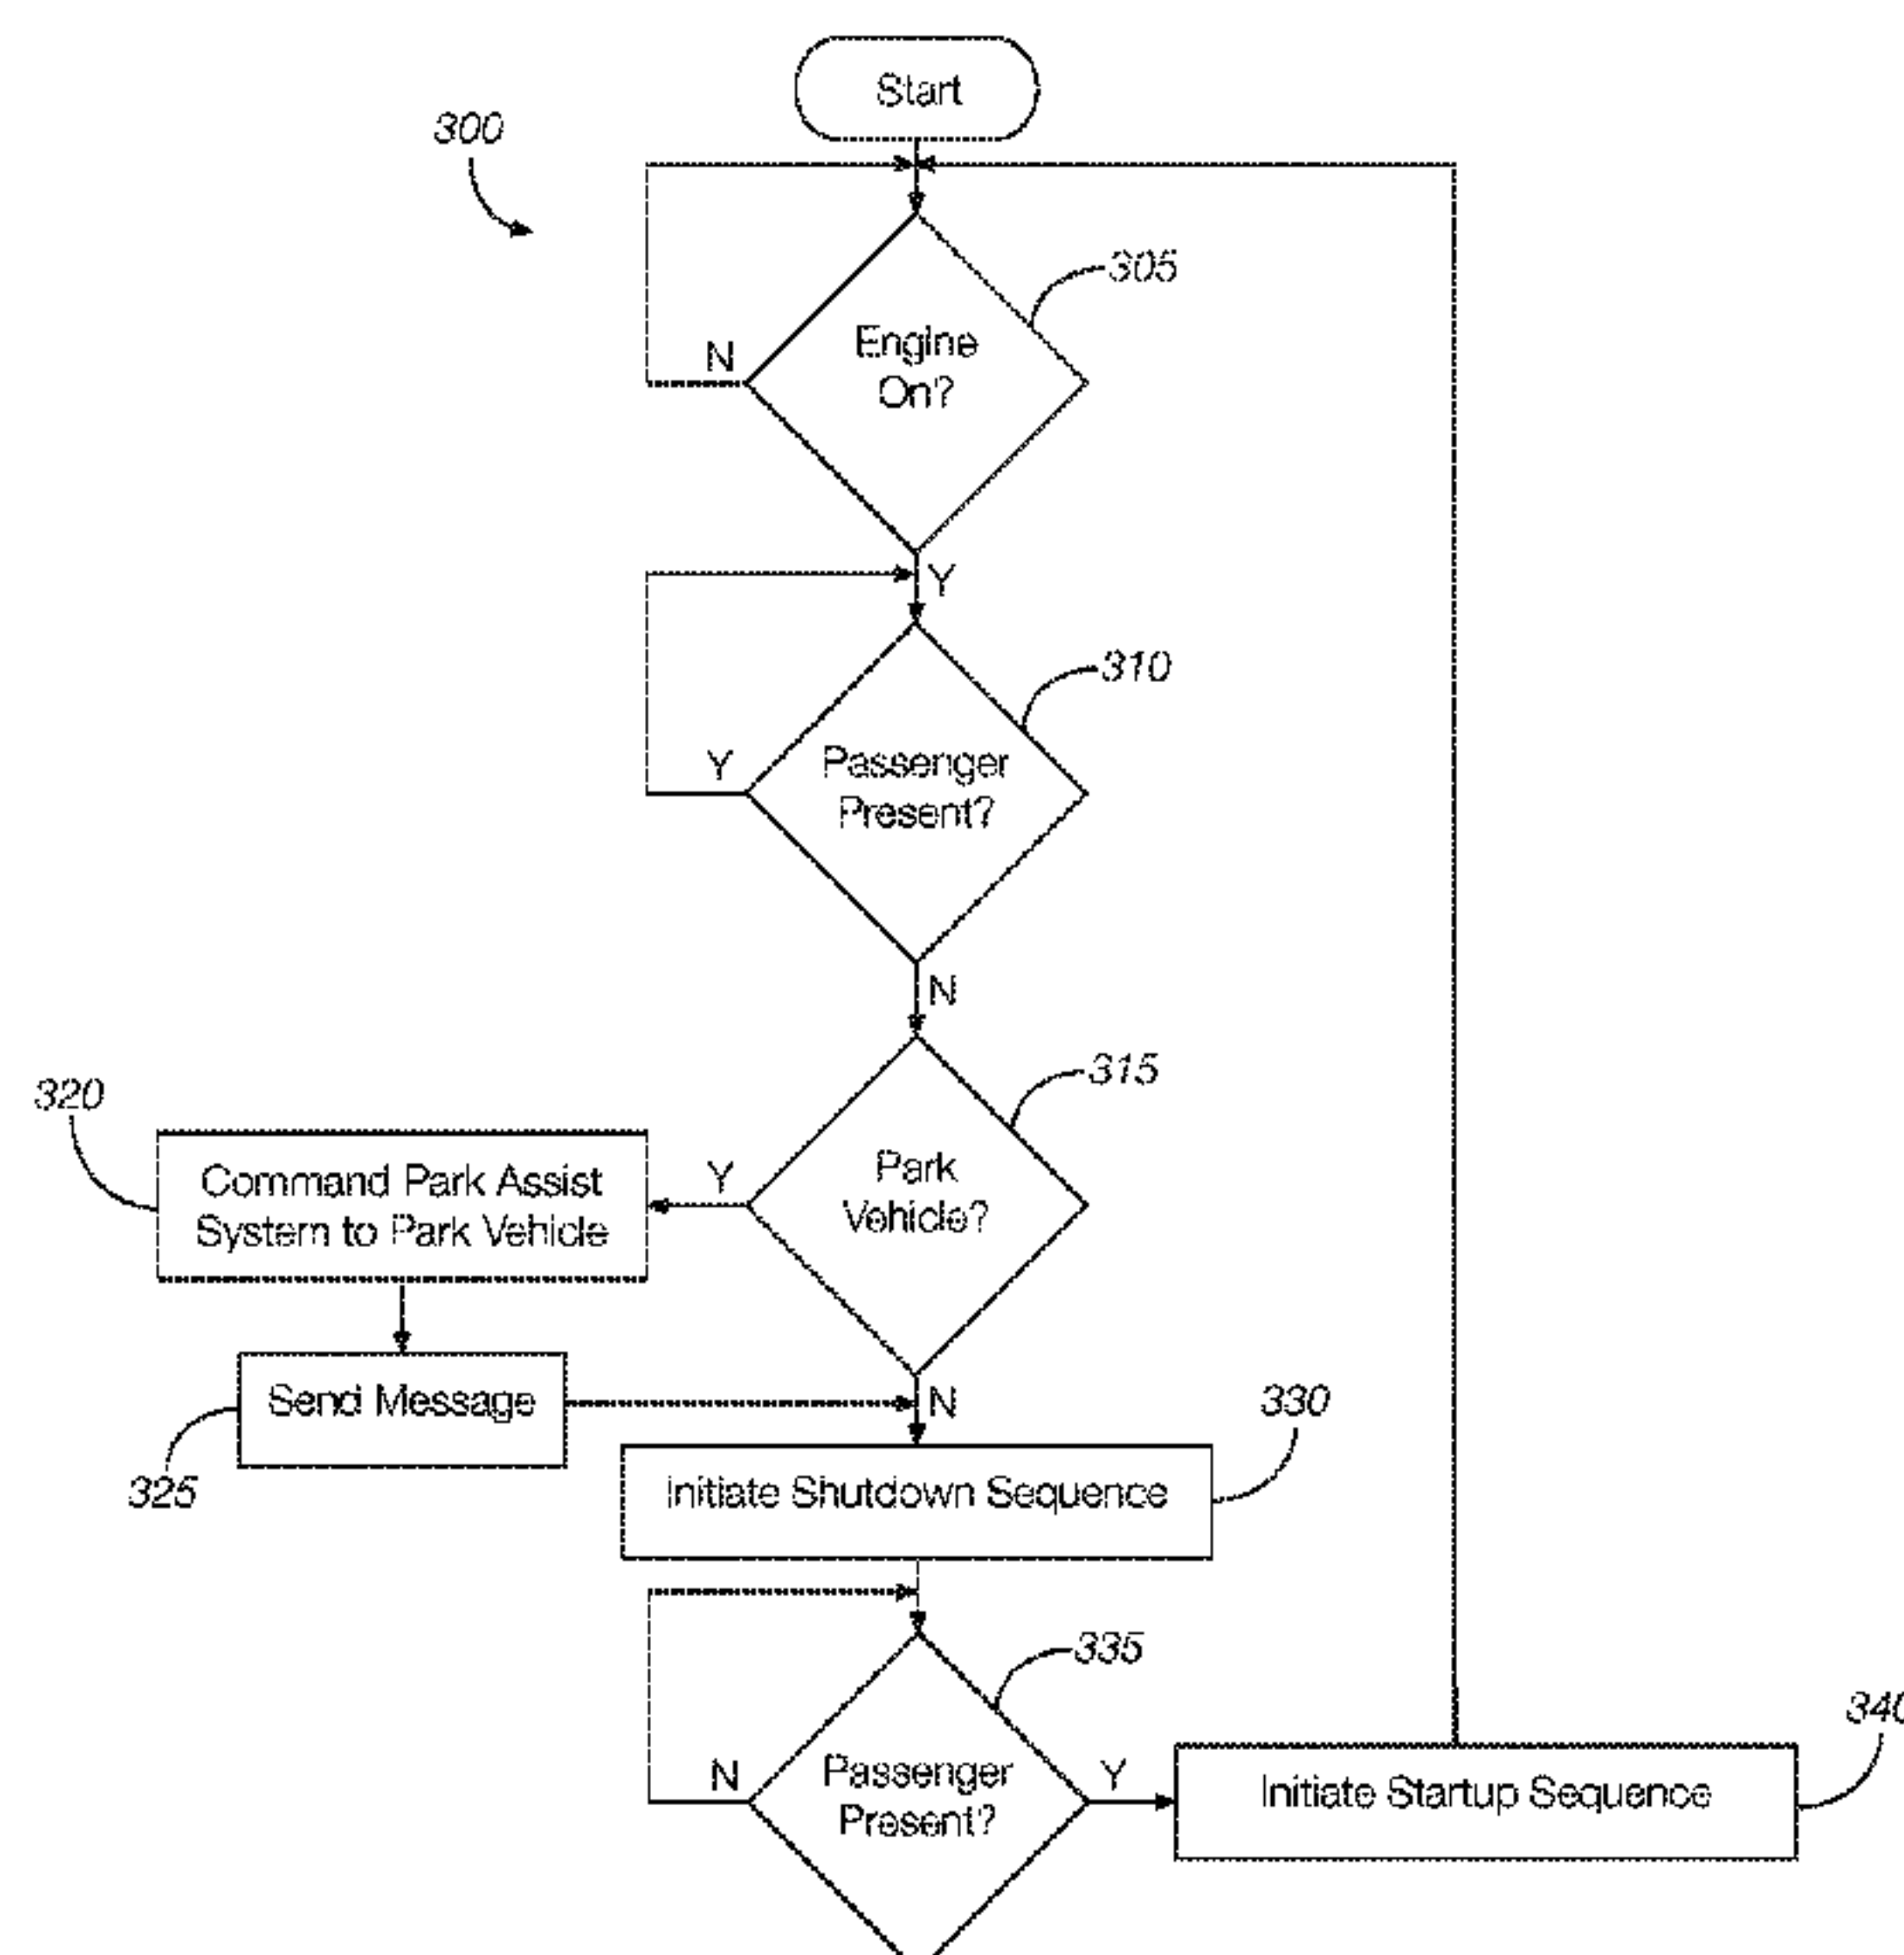 Start
300
305
Engine
On?
N
Y
310
Passenger
Present?
Y
N
315
Park
Vehicle?
Y
320
Command Park Assist
System to Park Vehicle
Send Message
325
N
330
Initiate Shutdown Sequence
335
Passenger
Present?
N
Y
340
Initiate Startup Sequence